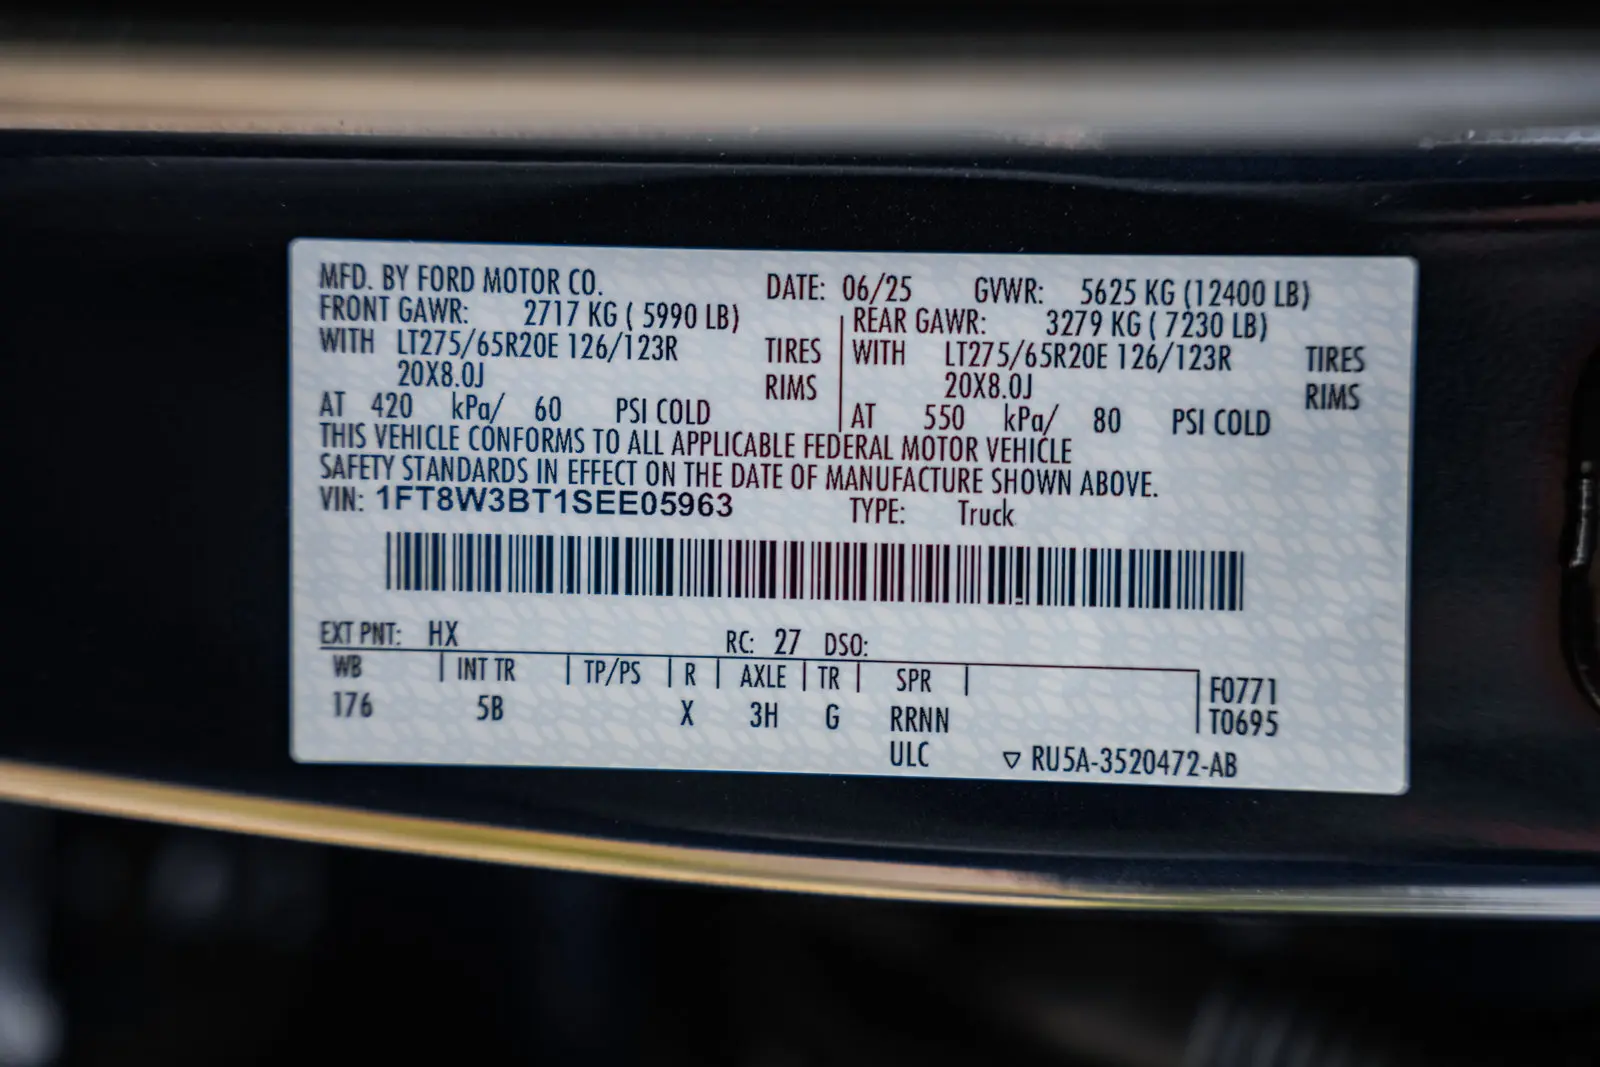 MFD. BY FORD MOTOR CO. DATE: 06/25 GVWR: 5625 KG (12400 LB)
FRONT GAWR: 2717 KG ( 5990 LB) REAR GAWR: 3279 KG ( 7230 LB)
WITH LT275/65R20E 126/123R TIRES WITH LT275/65R20E 126/123R TIRES
20X8.0J RIMS 20X8.0J RIMS
AT 420 kPa/ 60 PSI COLD AT 550 kPa/ 80 PSI COLD
THIS VEHICLE CONFORMS TO ALL APPLICABLE FEDERAL MOTOR VEHICLE
SAFETY STANDARDS IN EFFECT ON THE DATE OF MANUFACTURE SHOWN ABOVE.
VIN: 1FT8W3BT1SEE05963 TYPE: Truck
EXT PNT: HX RC: 27 DSO:
WB | INT TR | TP/PS | R | AXLE | TR | SPR | F0771
176 5B X 3H G RRNN T0695
ULC ▽ RU5A-3520472-AB